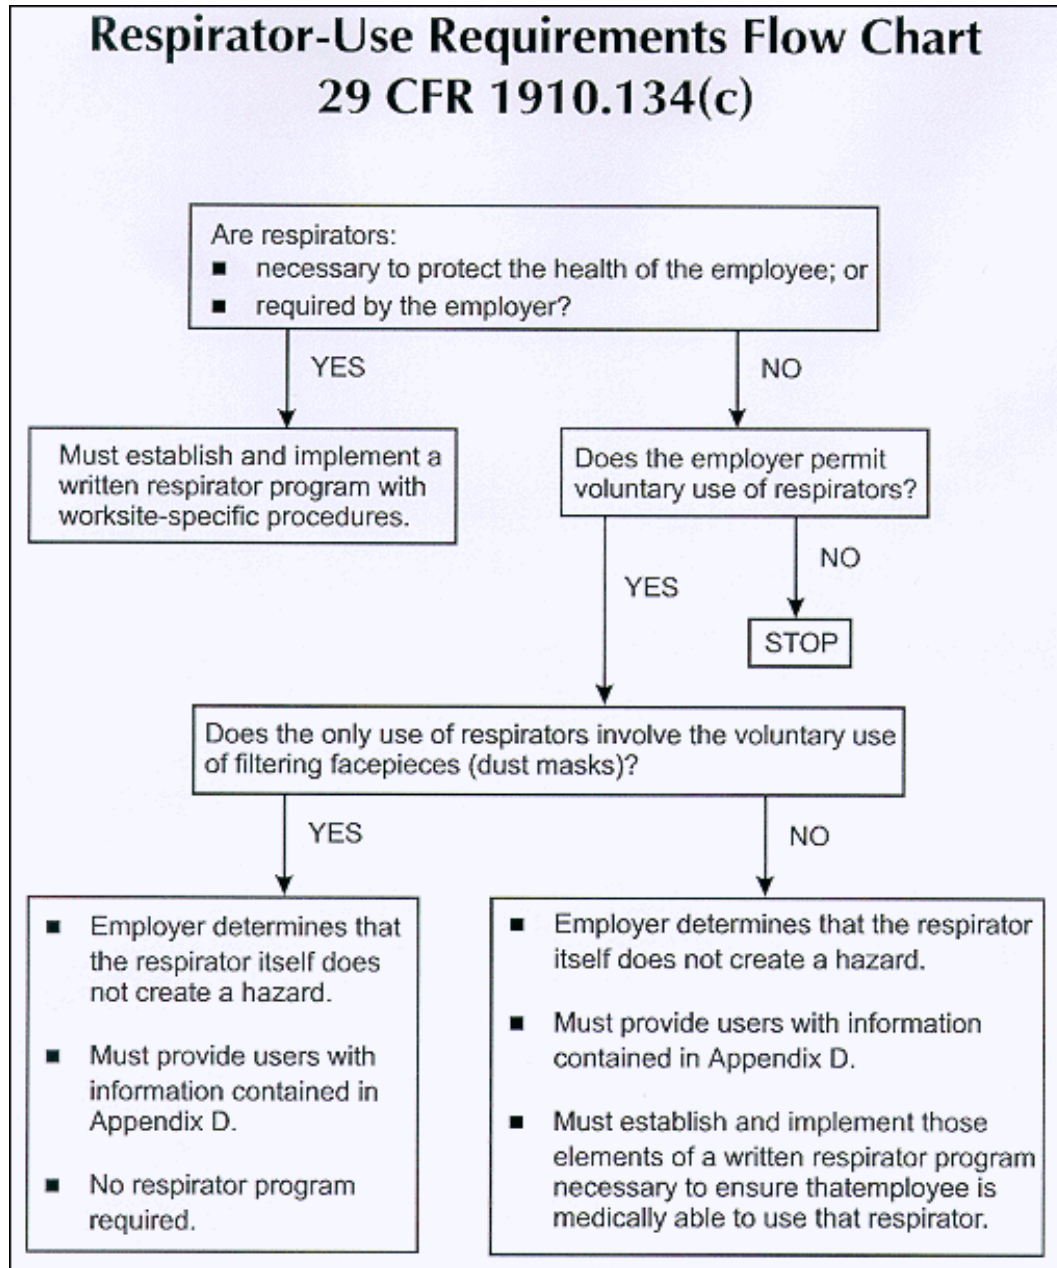 Respirator-Use Requirements Flow Chart
29 CFR 1910.134(c)
Are respirators:
■ necessary to protect the health of the employee; or
■ required by the employer?
YES
NO
Must establish and implement a
written respirator program with
worksite-specific procedures.
Does the employer permit
voluntary use of respirators?
YES
NO
STOP
Does the only use of respirators involve the voluntary use
of filtering facepieces (dust masks)?
YES
NO
■ Employer determines that
the respirator itself does
not create a hazard.
■ Must provide users with
information contained in
Appendix D.
■ No respirator program
required.
■ Employer determines that the respirator
itself does not create a hazard.
■ Must provide users with information
contained in Appendix D.
■ Must establish and implement those
elements of a written respirator program
necessary to ensure thatemployee is
medically able to use that respirator.